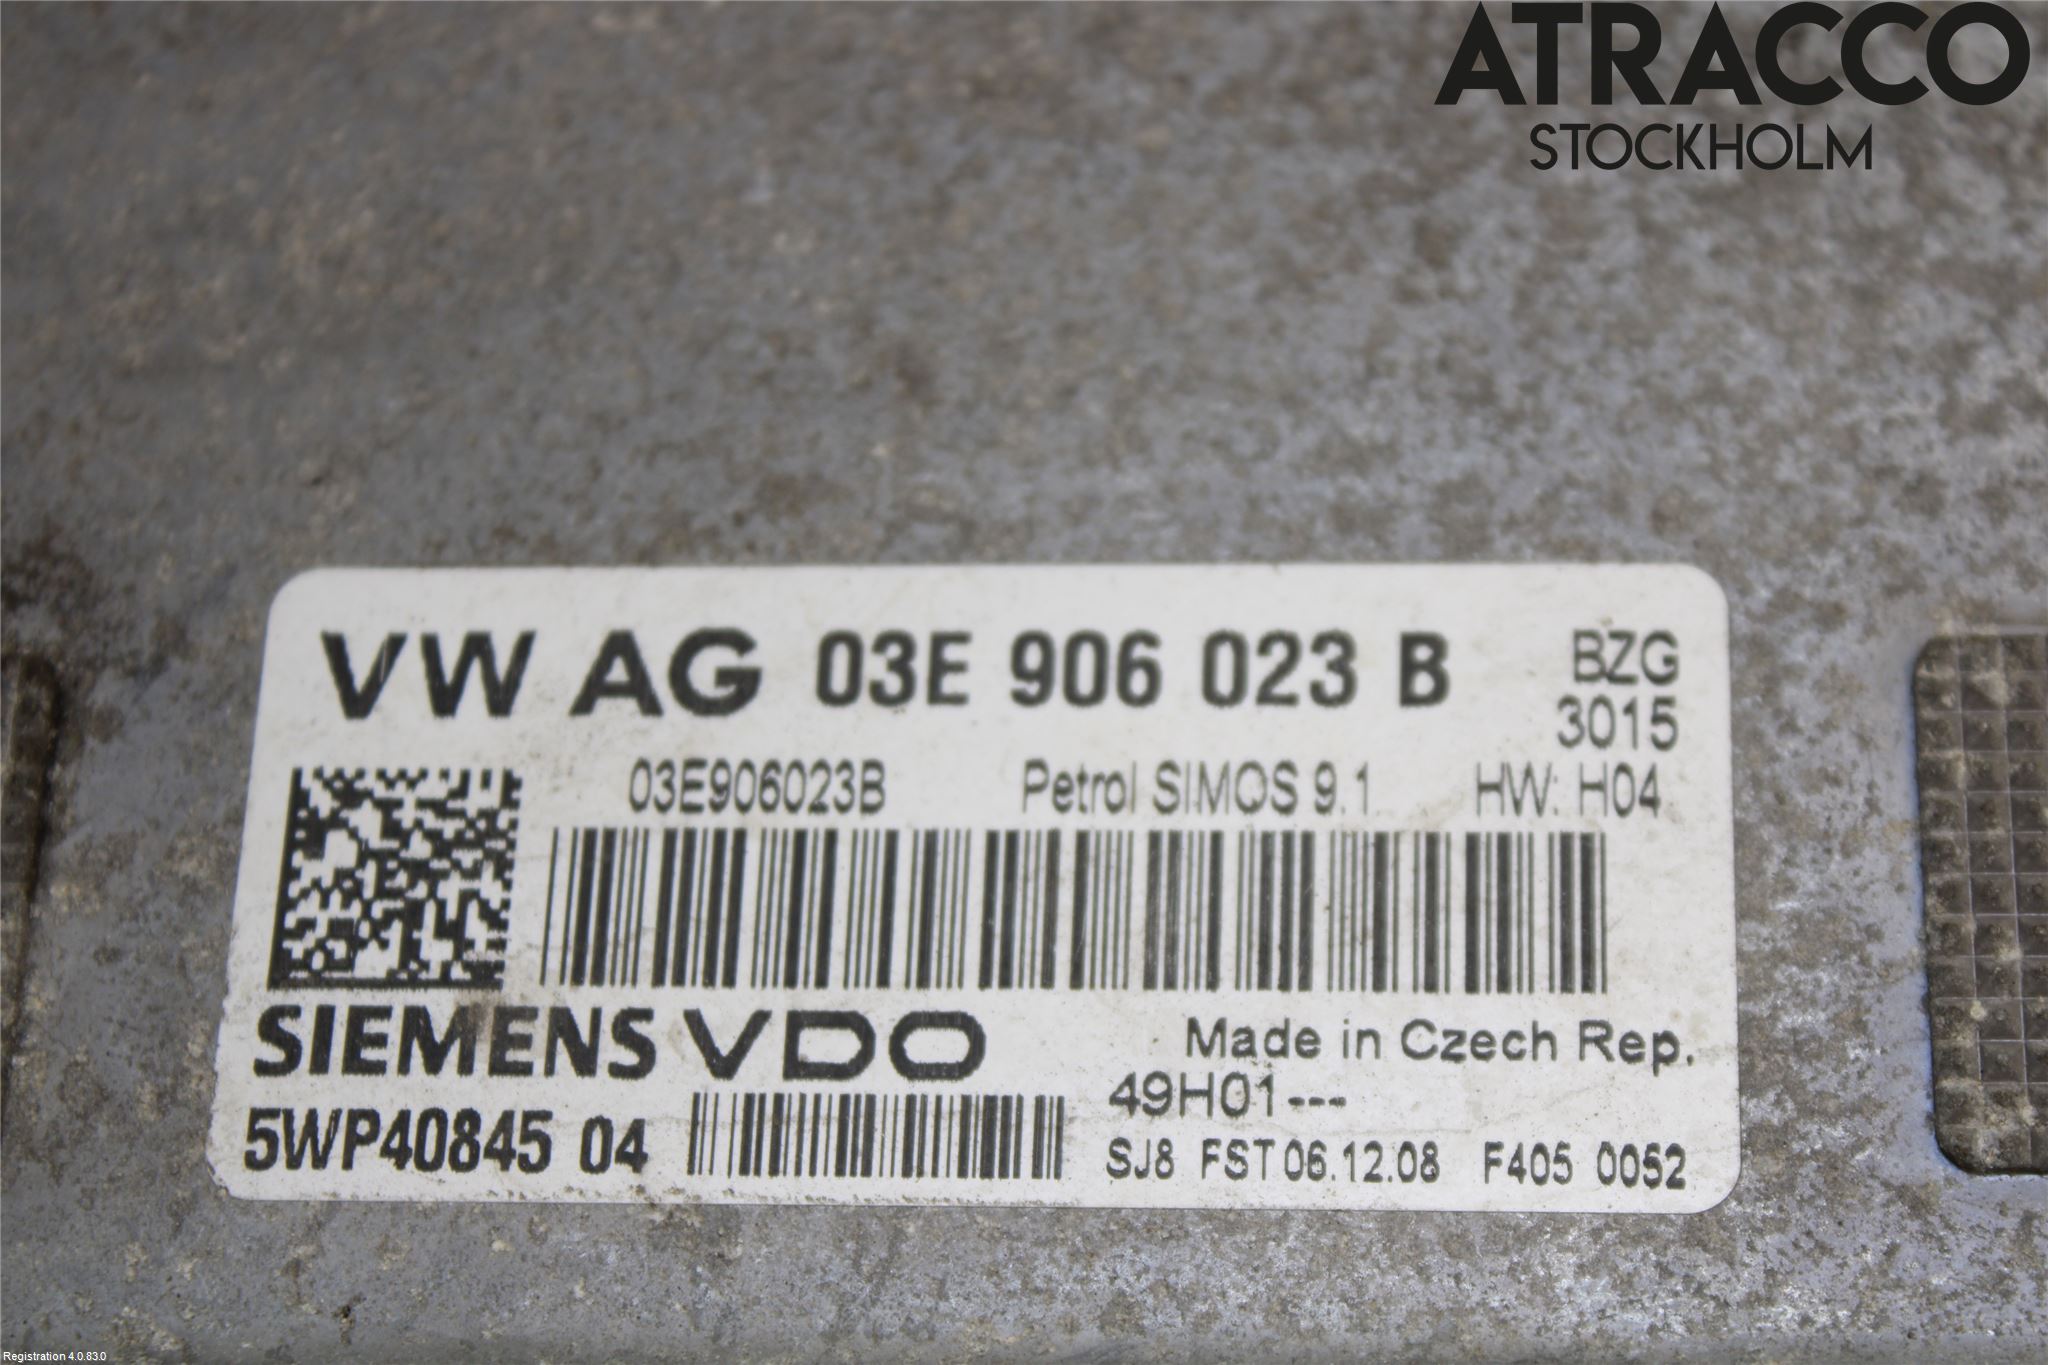 ATRACCO
STOCKHOLM
VW AG 03E 906 023 B BZG
3015
03E906023B Petrol SIMOS 9.1 HW: H04
SIEMENS VDO Made in Czech Rep.
49H01---
5WP40845 04 SJ8 FST 06.12.08 F405 0052
Registration 4.0.83.0